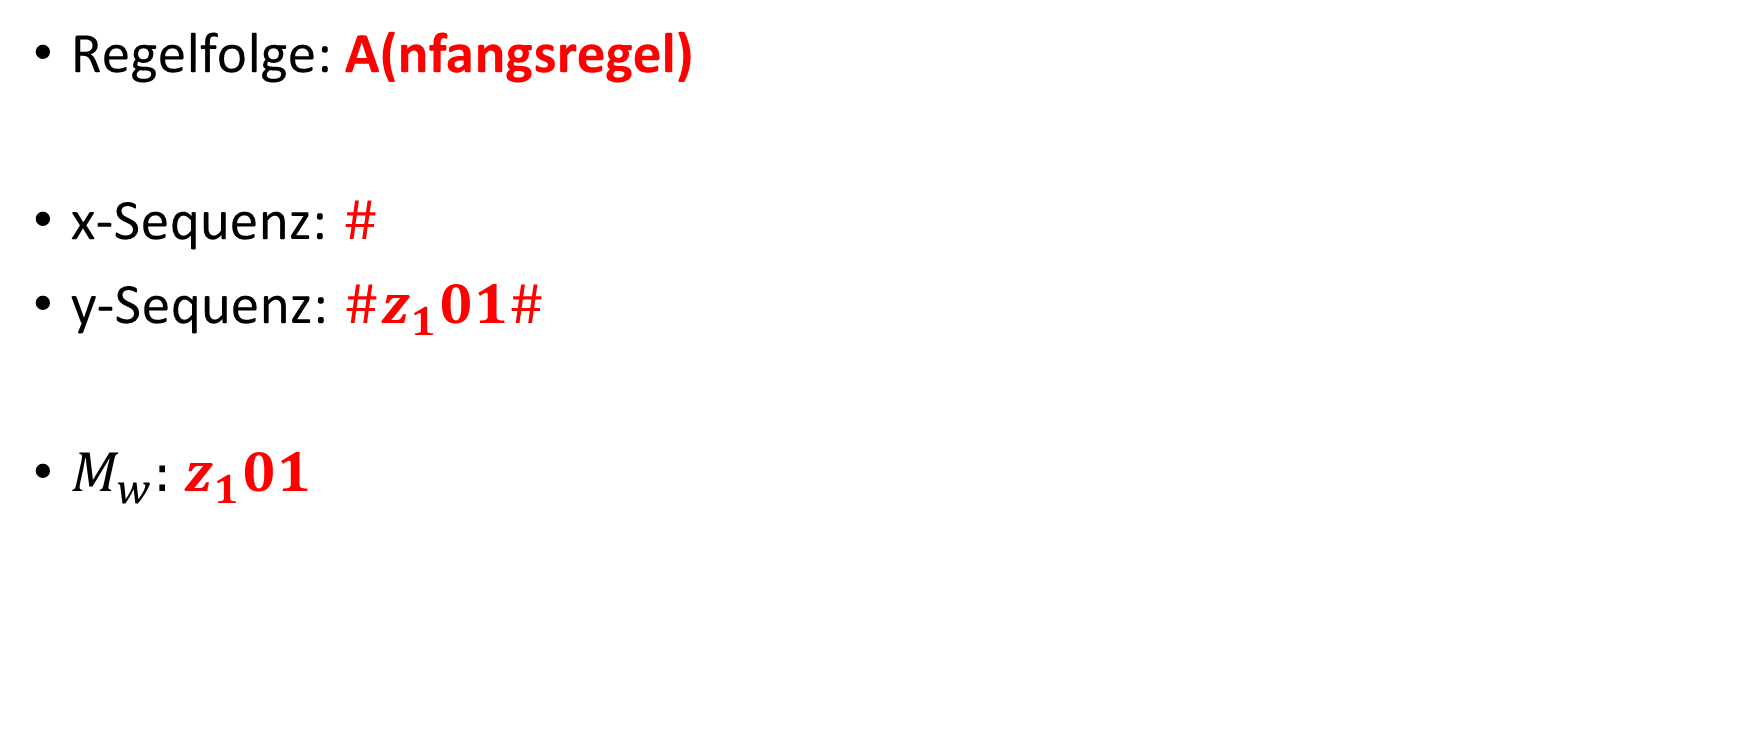 • Regelfolge: A(nfangsregel)
• x-Sequenz: #
• y-Sequenz: #z₁01#
• M_w: z₁01